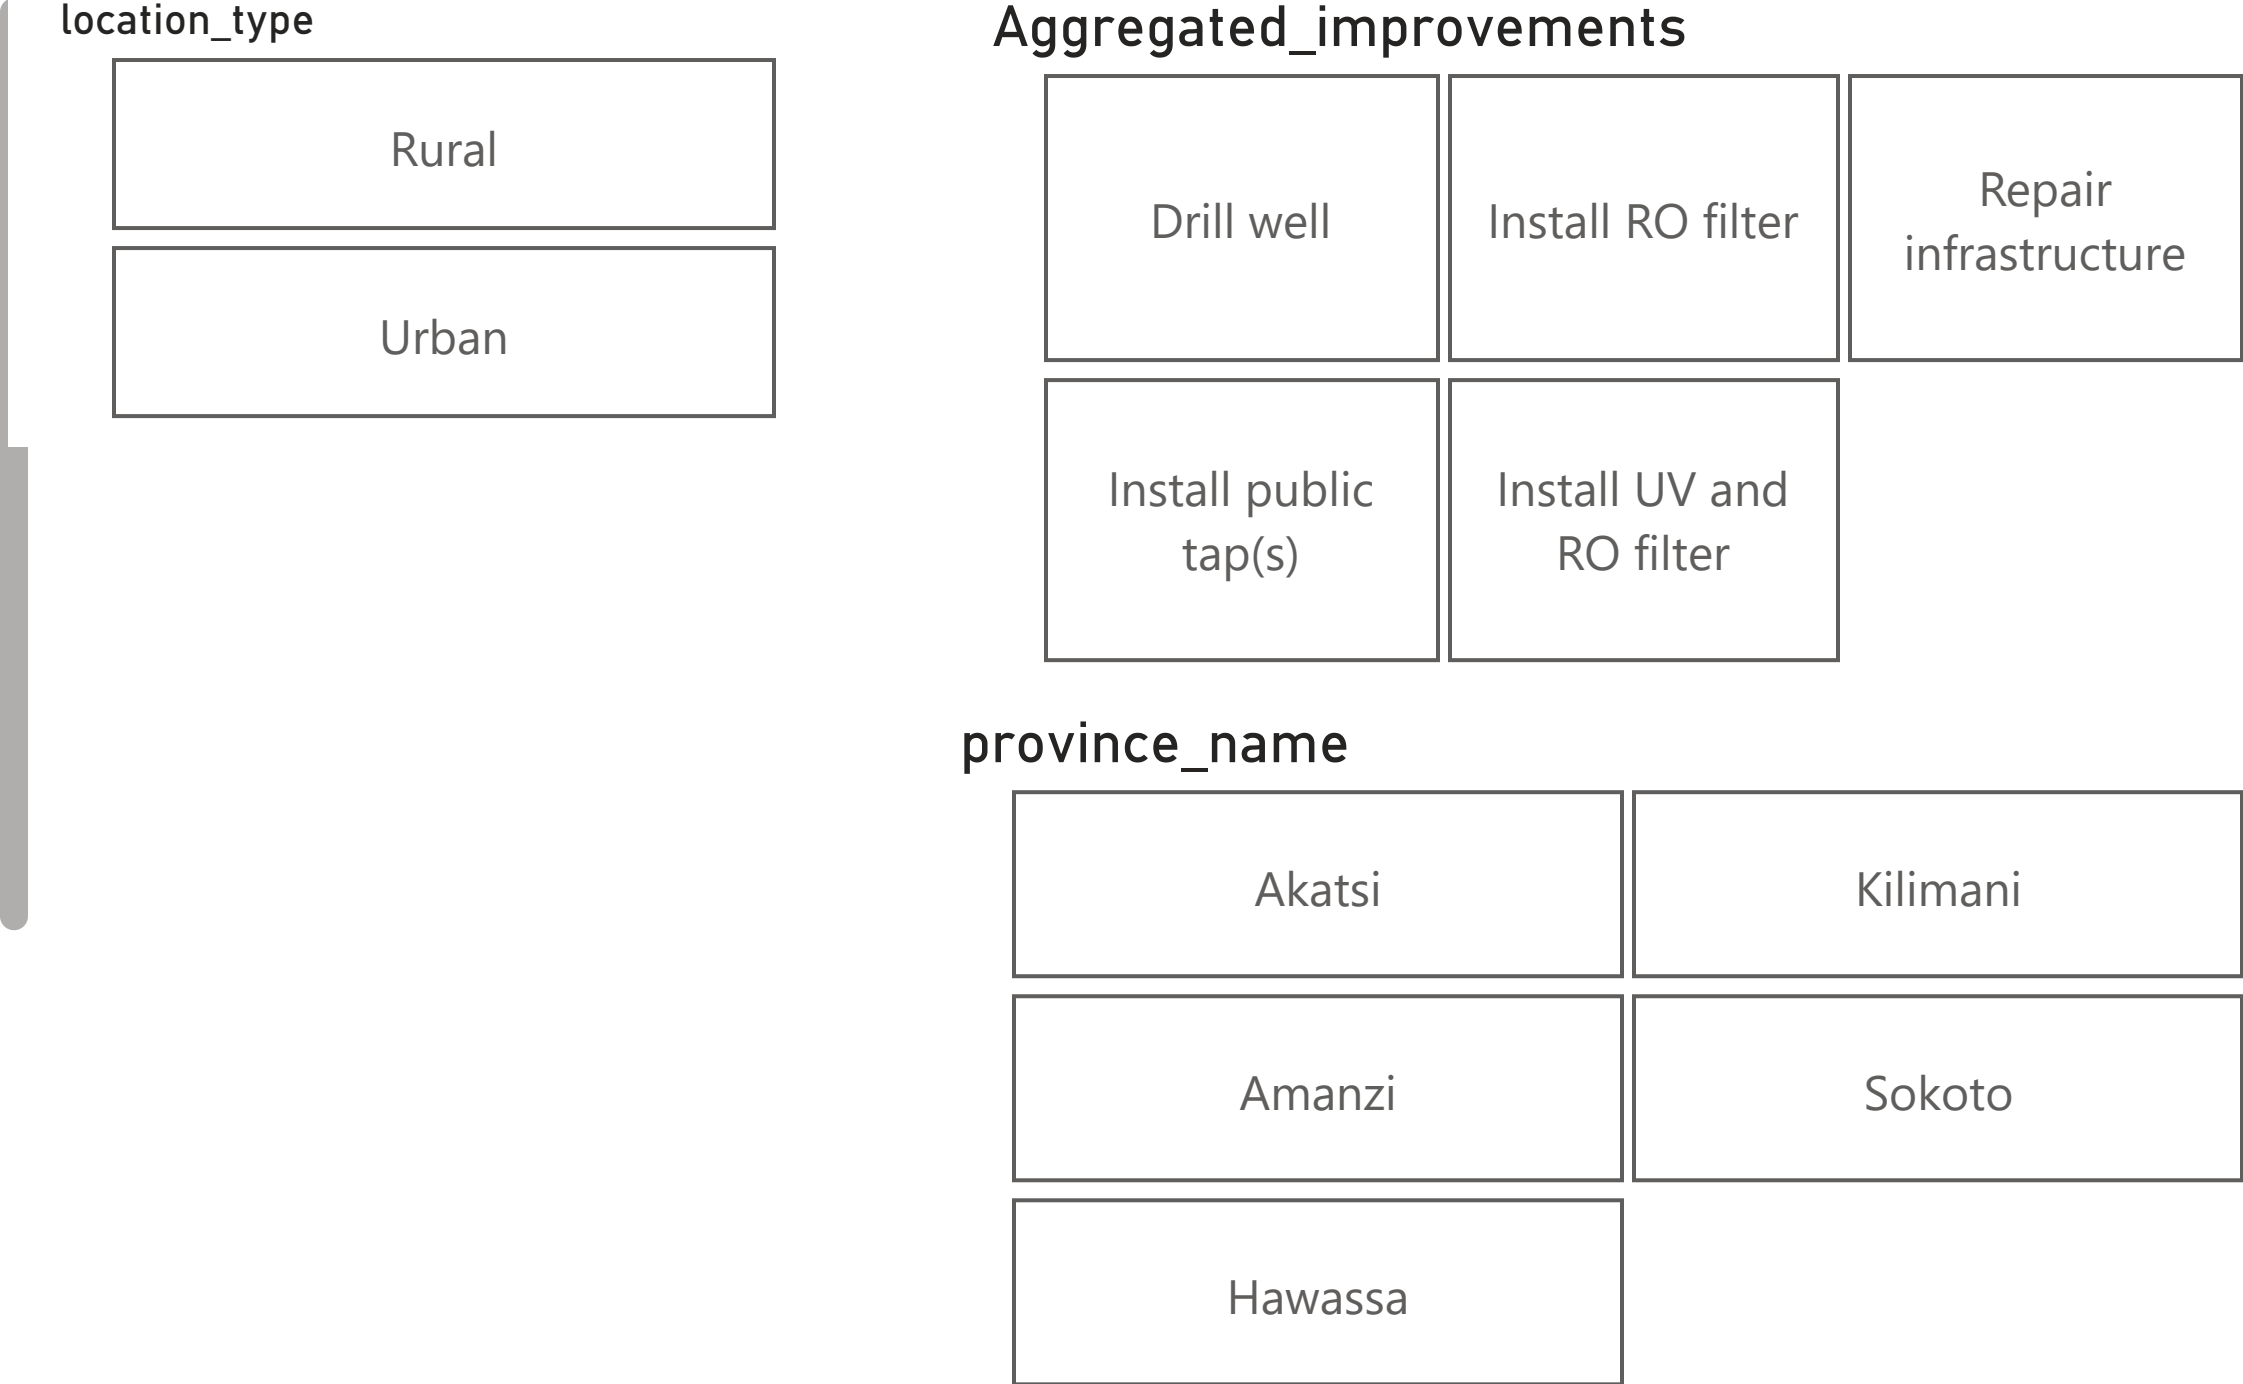 location_type
Rural
Urban
Aggregated_improvements
Drill well
Install RO filter
Repair
infrastructure
Install public
tap(s)
Install UV and
RO filter
province_name
Akatsi
Kilimani
Amanzi
Sokoto
Hawassa